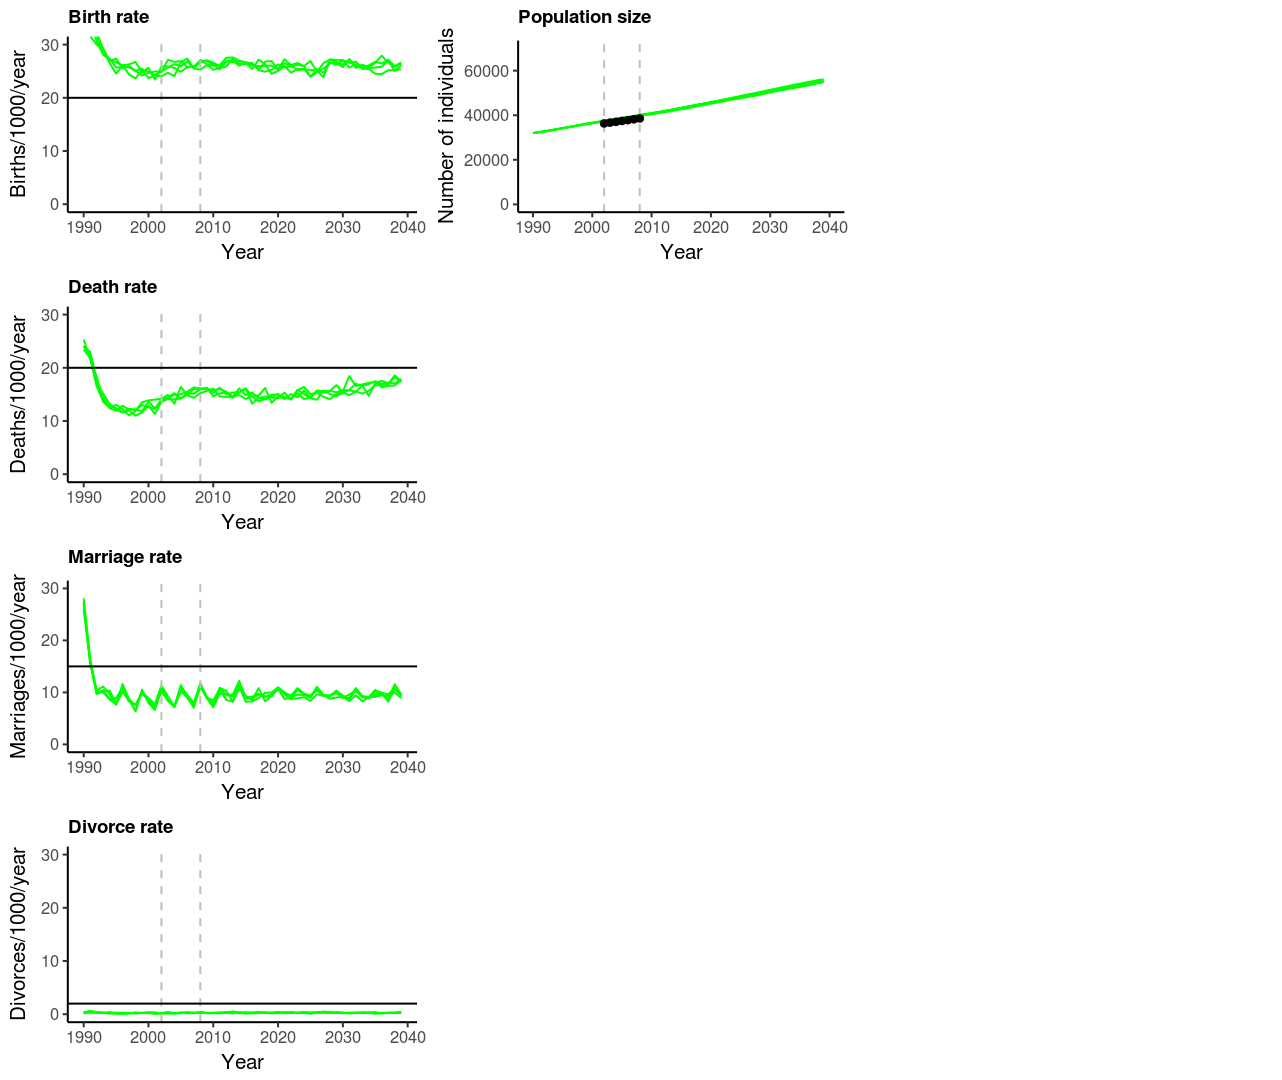 Birth rate
Births/1000/year
30
20
10
0
1990 2000 2010 2020 2030 2040
Year
Population size
Number of individuals
60000
40000
20000
0
1990 2000 2010 2020 2030 2040
Year
Death rate
Deaths/1000/year
30
20
10
0
1990 2000 2010 2020 2030 2040
Year
Marriage rate
Marriages/1000/year
30
20
10
0
1990 2000 2010 2020 2030 2040
Year
Divorce rate
Divorces/1000/year
30
20
10
0
1990 2000 2010 2020 2030 2040
Year